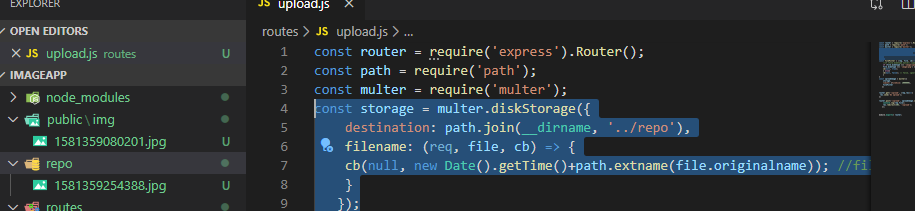 EXPLORER
OPEN EDITORS
JS upload.js routes U
IMAGEAPP
node_modules
public \ img
1581359080201.jpg U
repo
1581359254388.jpg U
routes
JS upload.js
routes > JS upload.js > ...
1 const router = require('express').Router();
2 const path = require('path');
3 const multer = require('multer');
4 const storage = multer.diskStorage({
5 destination: path.join(__dirname, '../repo'),
6 filename: (req, file, cb) => {
7 cb(null, new Date().getTime()+path.extname(file.originalname)); //fi
8 }
9 });